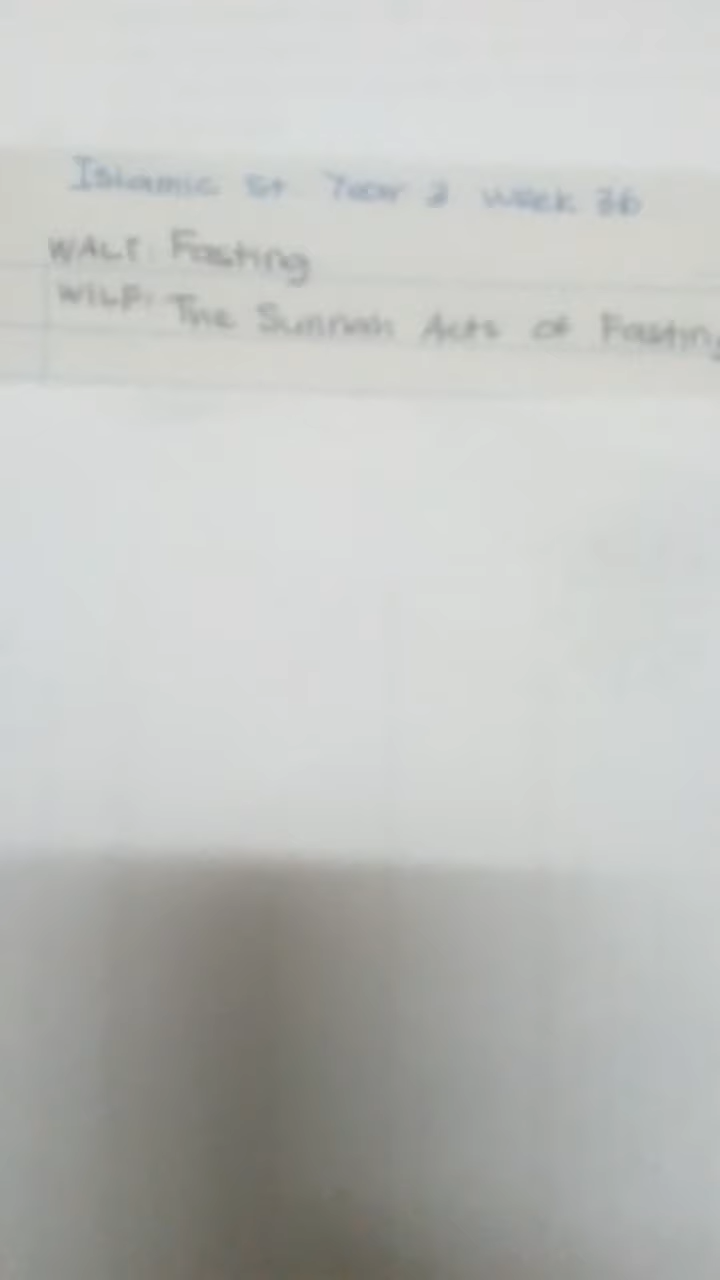 Islamic St Year 2 Week 36
WALT: Fasting
WILF: The Sunnah Acts of Fasting